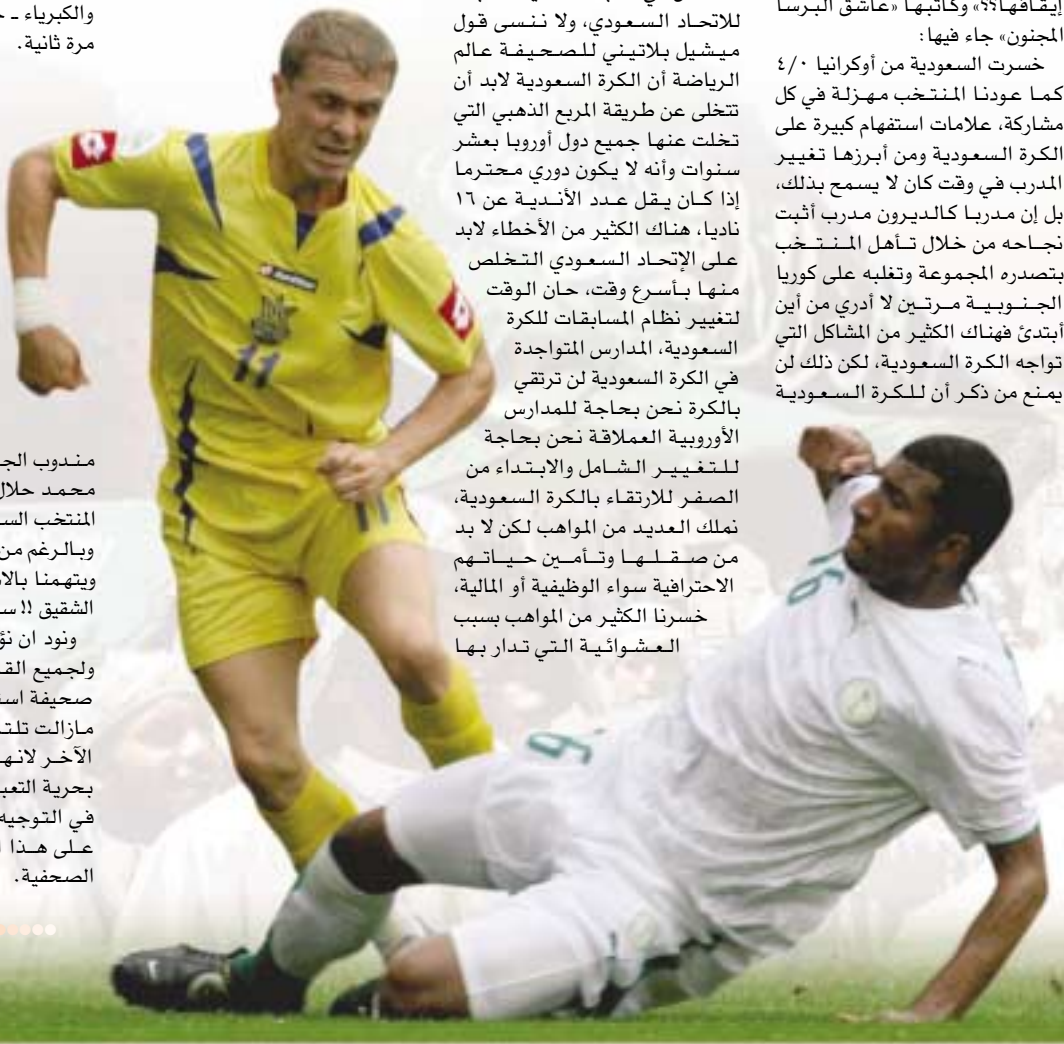 إيقافها؟؟» وكاتبها «عاشق البرسا
المجنون» جاء فيها:
خسرت السعودية من أوكرانيا ٤/٠
كما عودنا المنتخب مهزلة في كل
مشاركة، علامات استفهام كبيرة على
الكرة السعودية ومن أبرزها تغيير
المدرب في وقت كان لا يسمح بذلك،
بل إن مدربا كالديرون مدرب أثبت
نجاحه من خلال تأهل المنتخب
بتصدره المجموعة وتغلبه على كوريا
الجنوبية مرتين لا أدري من أين
أبتدئ فهناك الكثير من المشاكل التي
تواجه الكرة السعودية، لكن ذلك لن
يمنع من ذكر أن للكرة السعودية
للاتحاد السعودي، ولا ننسى قول
ميشيل بلاتيني للصحيفة عالم
الرياضة أن الكرة السعودية لابد أن
تتخلى عن طريقة المربع الذهبي التي
تخلت عنها جميع دول أوروبا بعشر
سنوات وأنه لا يكون دوري محترما
إذا كان يقل عدد الأندية عن ١٦
ناديا، هناك الكثير من الأخطاء لابد
على الإتحاد السعودي التخلص
منها بأسرع وقت، حان الوقت
لتغيير نظام المسابقات للكرة
السعودية، المدارس المتواجدة
في الكرة السعودية لن ترتقي
بالكرة نحن بحاجة للمدارس
الأوروبية العملاقة نحن بحاجة
للتغيير الشامل والابتداء من
الصفر للارتقاء بالكرة السعودية،
نملك العديد من المواهب لكن لا بد
من صقلها وتأمين حياتهم
الاحترافية سواء الوظيفية أو المالية،
خسرنا الكثير من المواهب بسبب
العشوائية التي تدار بها
والكبرياء ـ
مرة ثانية.
مندوب الجـ
محمد حلال
المنتخب السـ
وبالرغم من
ويتهمنا بالا
الشقيق !! سـ
ونود ان نؤ
ولجميع القـ
صحيفة اسـ
مازالت تلتـ
الآخر لانهـ
بحرية التعبـ
في التوجيه
على هذا ا
الصحفية.
11
11
6